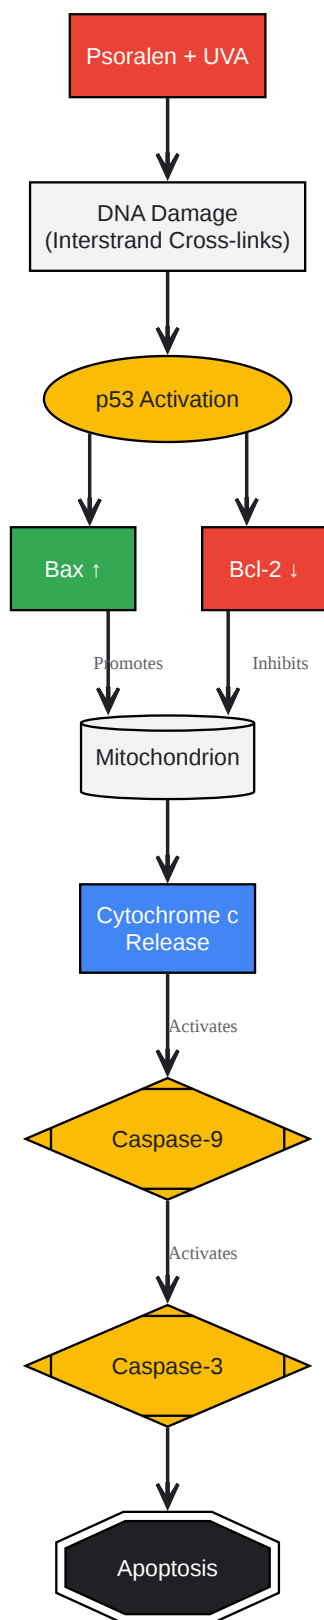 Psoralen + UVA
DNA Damage
(Interstrand Cross-links)
p53 Activation
Bax ↑
Bcl-2 ↓
Promotes
Inhibits
Mitochondrion
Cytochrome c
Release
Activates
Caspase-9
Activates
Caspase-3
Apoptosis